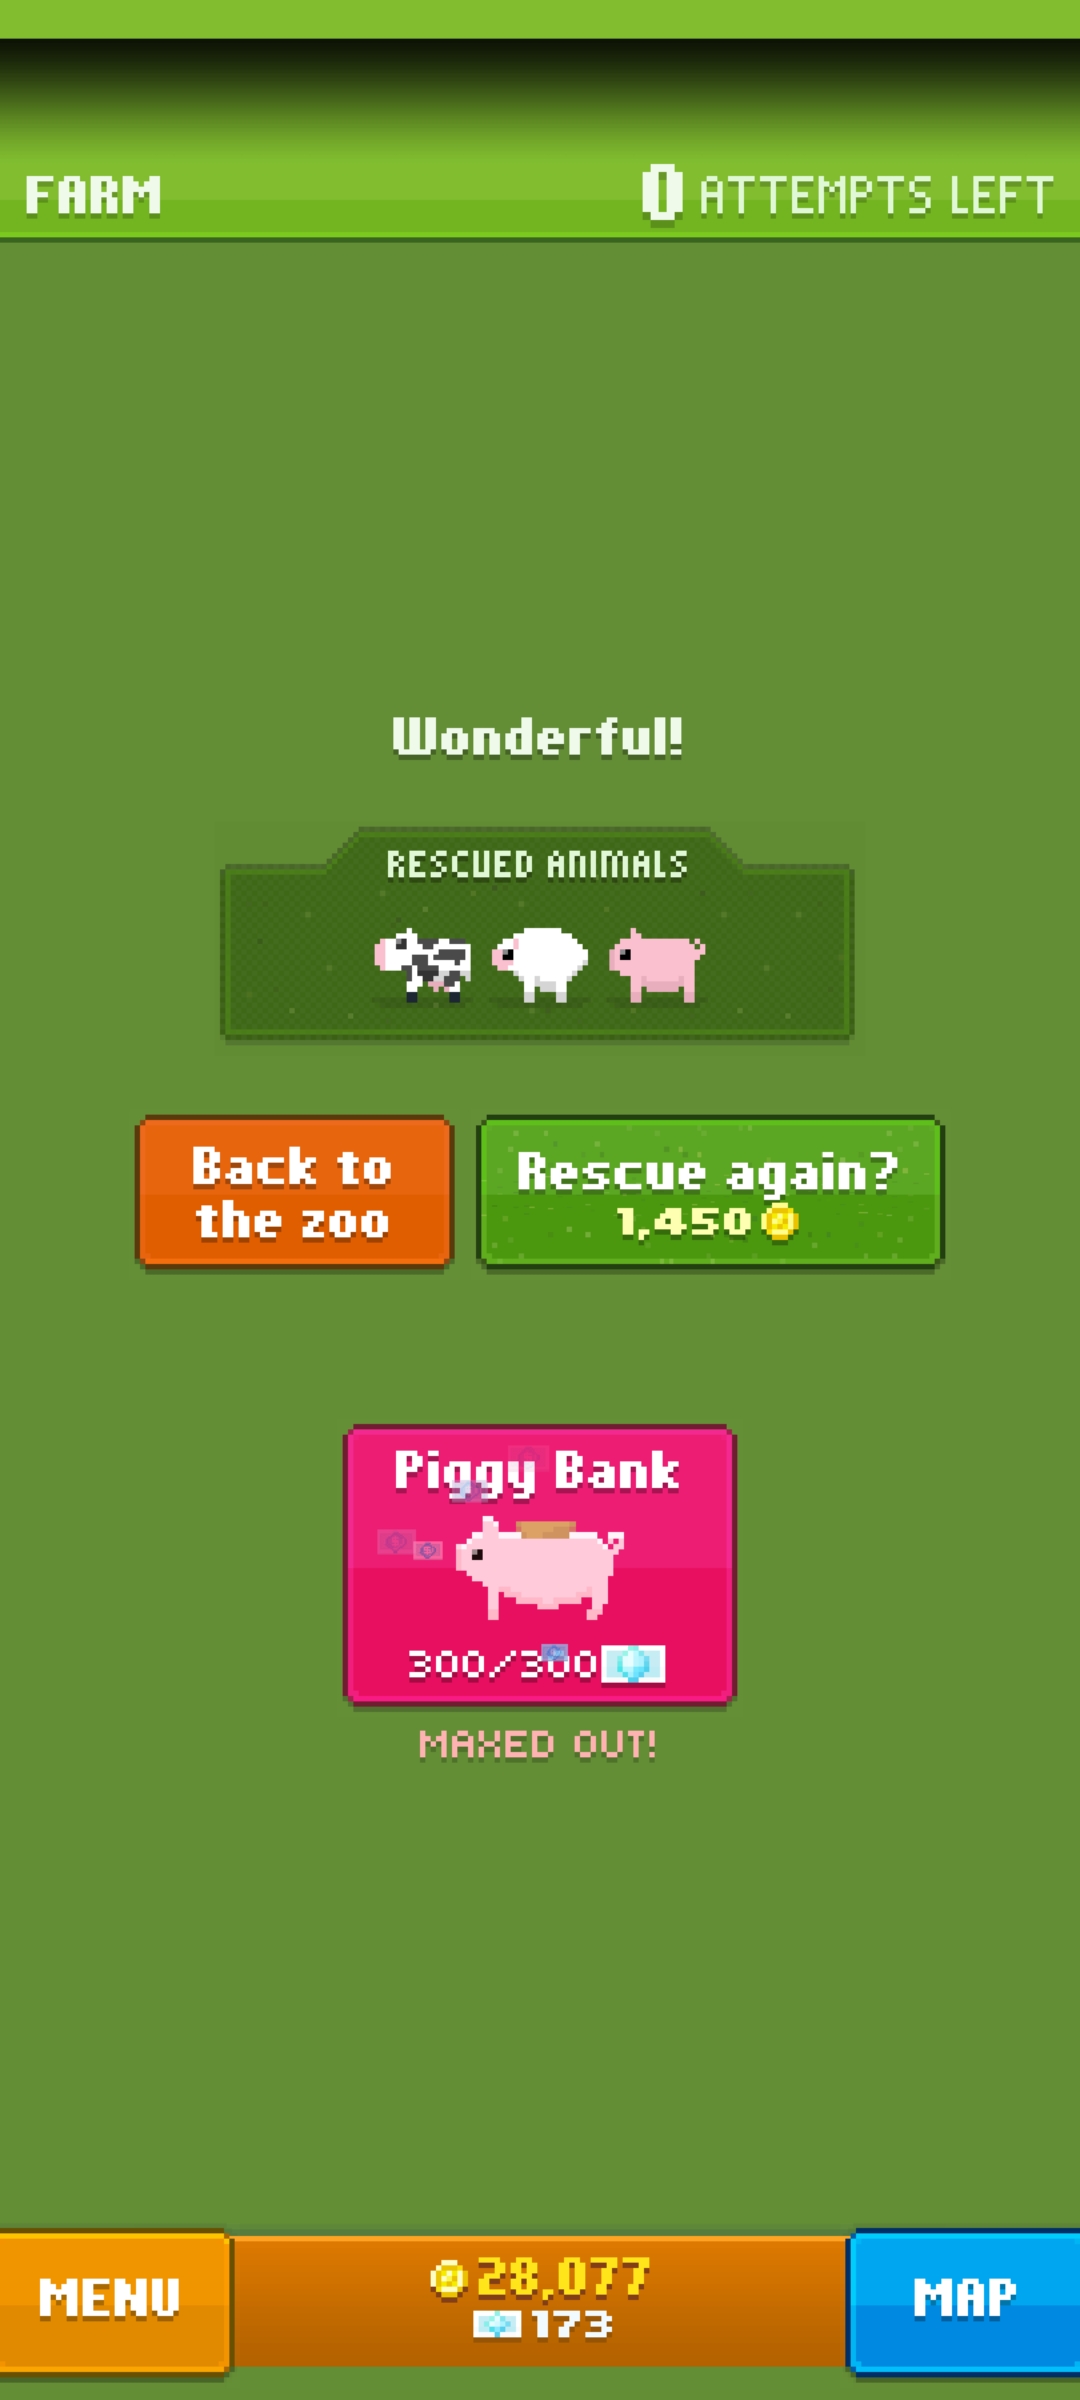 FARM
0 ATTEMPTS LEFT
Wonderful!
RESCUED ANIMALS
Back to
the zoo
Rescue again?
1,450
Piggy Bank
300/300
MAXED OUT!
MENU
28,077
173
MAP